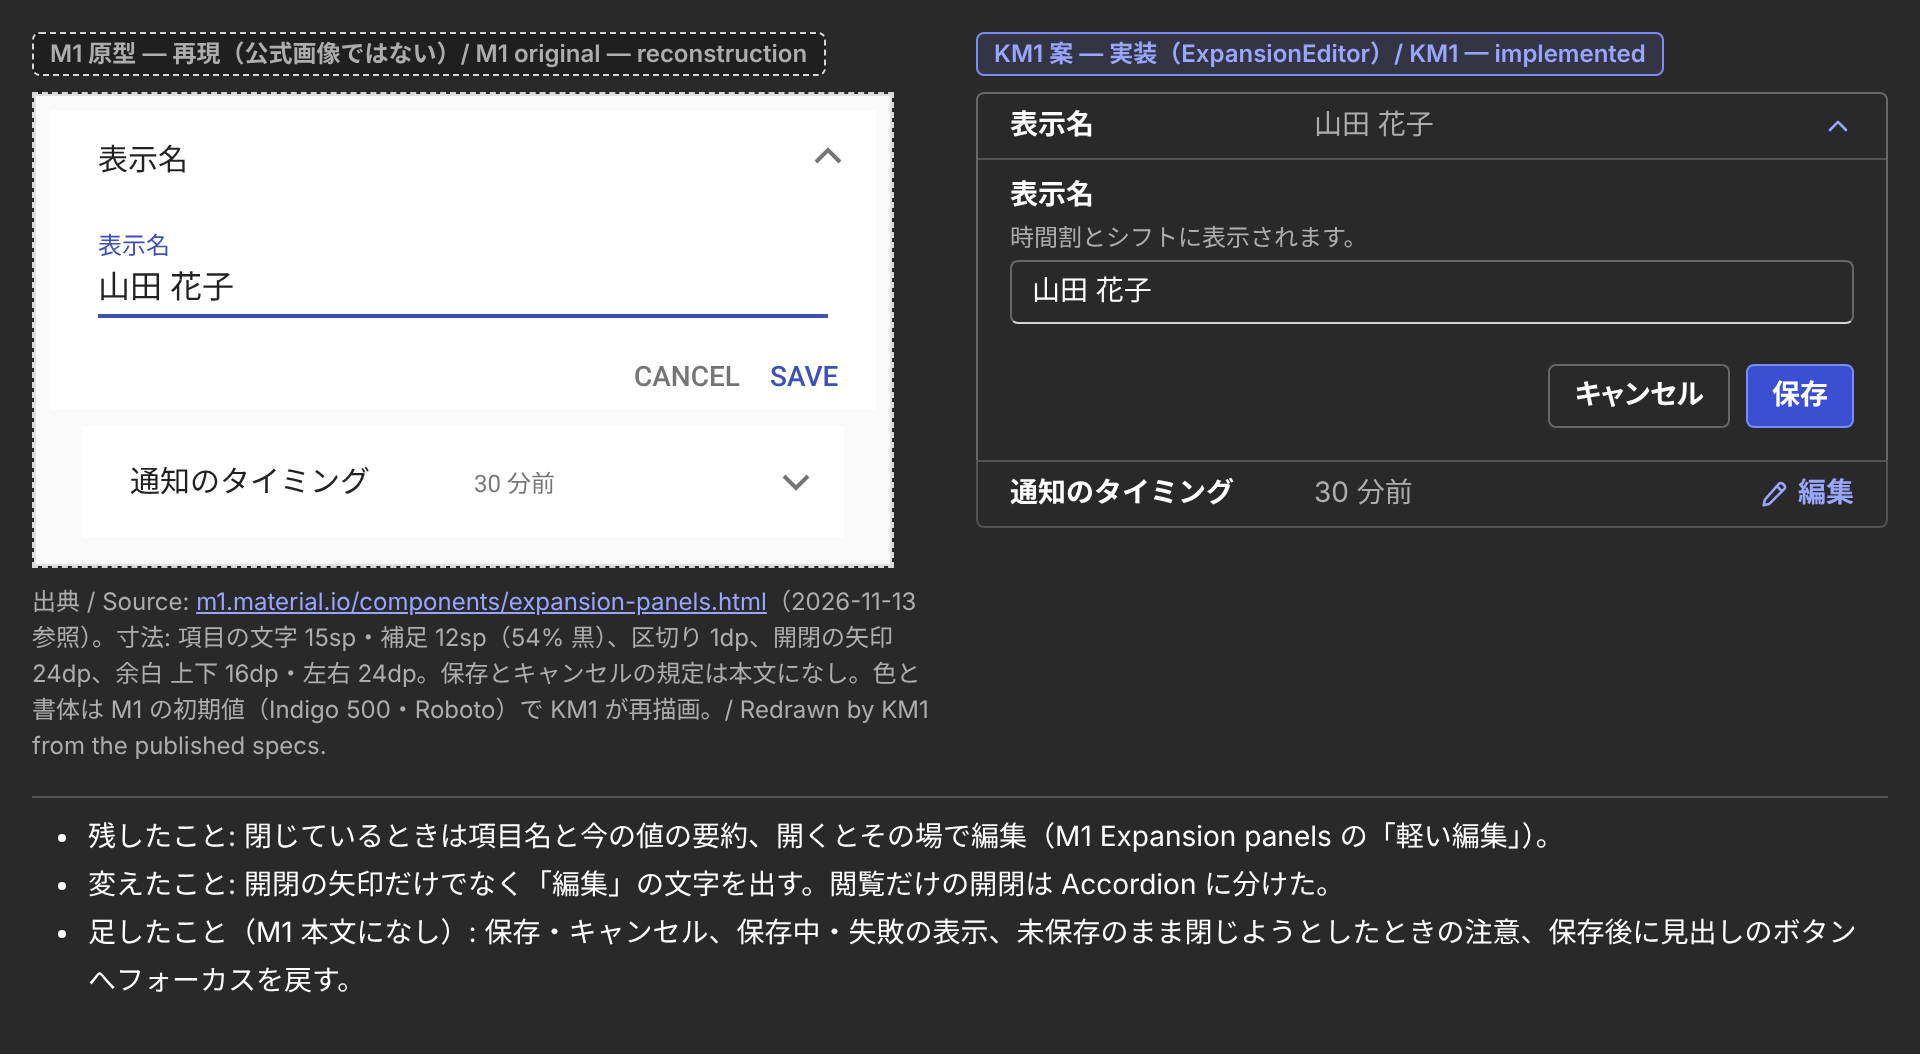 M1 原型 — 再現（公式画像ではない）/ M1 original — reconstruction
表示名
表示名
山田 花子
CANCEL SAVE
通知のタイミング 30 分前
出典 / Source: m1.material.io/components/expansion-panels.html（2026-11-13
参照）。寸法: 項目の文字 15sp・補足 12sp（54% 黒）、区切り 1dp、開閉の矢印
24dp、余白 上下 16dp・左右 24dp。保存とキャンセルの規定は本文になし。色と
書体は M1 の初期値（Indigo 500・Roboto）で KM1 が再描画。/ Redrawn by KM1
from the published specs.
KM1 案 — 実装（ExpansionEditor）/ KM1 — implemented
表示名 山田 花子
表示名
時間割とシフトに表示されます。
山田 花子
キャンセル 保存
通知のタイミング 30 分前 編集
• 残したこと: 閉じているときは項目名と今の値の要約、開くとその場で編集（M1 Expansion panels の「軽い編集」）。
• 変えたこと: 開閉の矢印だけでなく「編集」の文字を出す。閲覧だけの開閉は Accordion に分けた。
• 足したこと（M1 本文になし）: 保存・キャンセル、保存中・失敗の表示、未保存のまま閉じようとしたときの注意、保存後に見出しのボタン
へフォーカスを戻す。